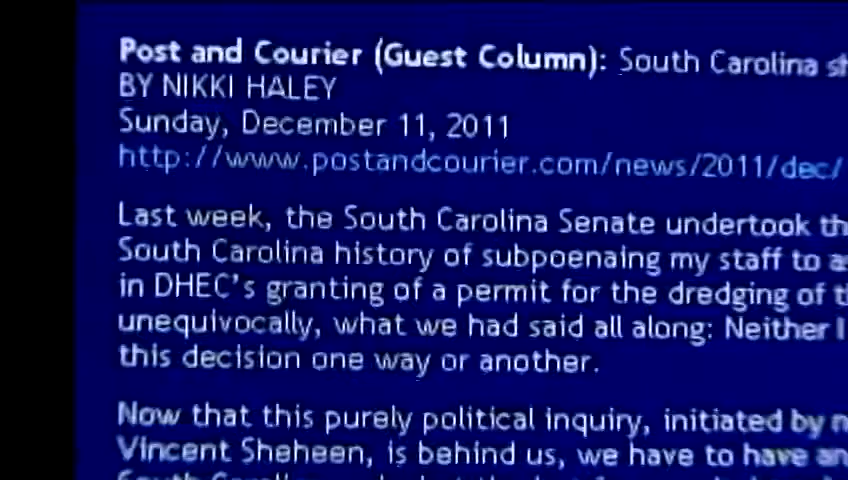 Post and Courier (Guest Column): South Carolina sh
BY NIKKI HALEY
Sunday, December 11, 2011
http://www.postandcourier.com/news/2011/dec/
Last week, the South Carolina Senate undertook th
South Carolina history of subpoenaing my staff to a
in DHEC's granting of a permit for the dredging of t
unequivocally, what we had said all along: Neither I
this decision one way or another.
Now that this purely political inquiry, initiated by
Vincent Sheheen, is behind us, we have to have an